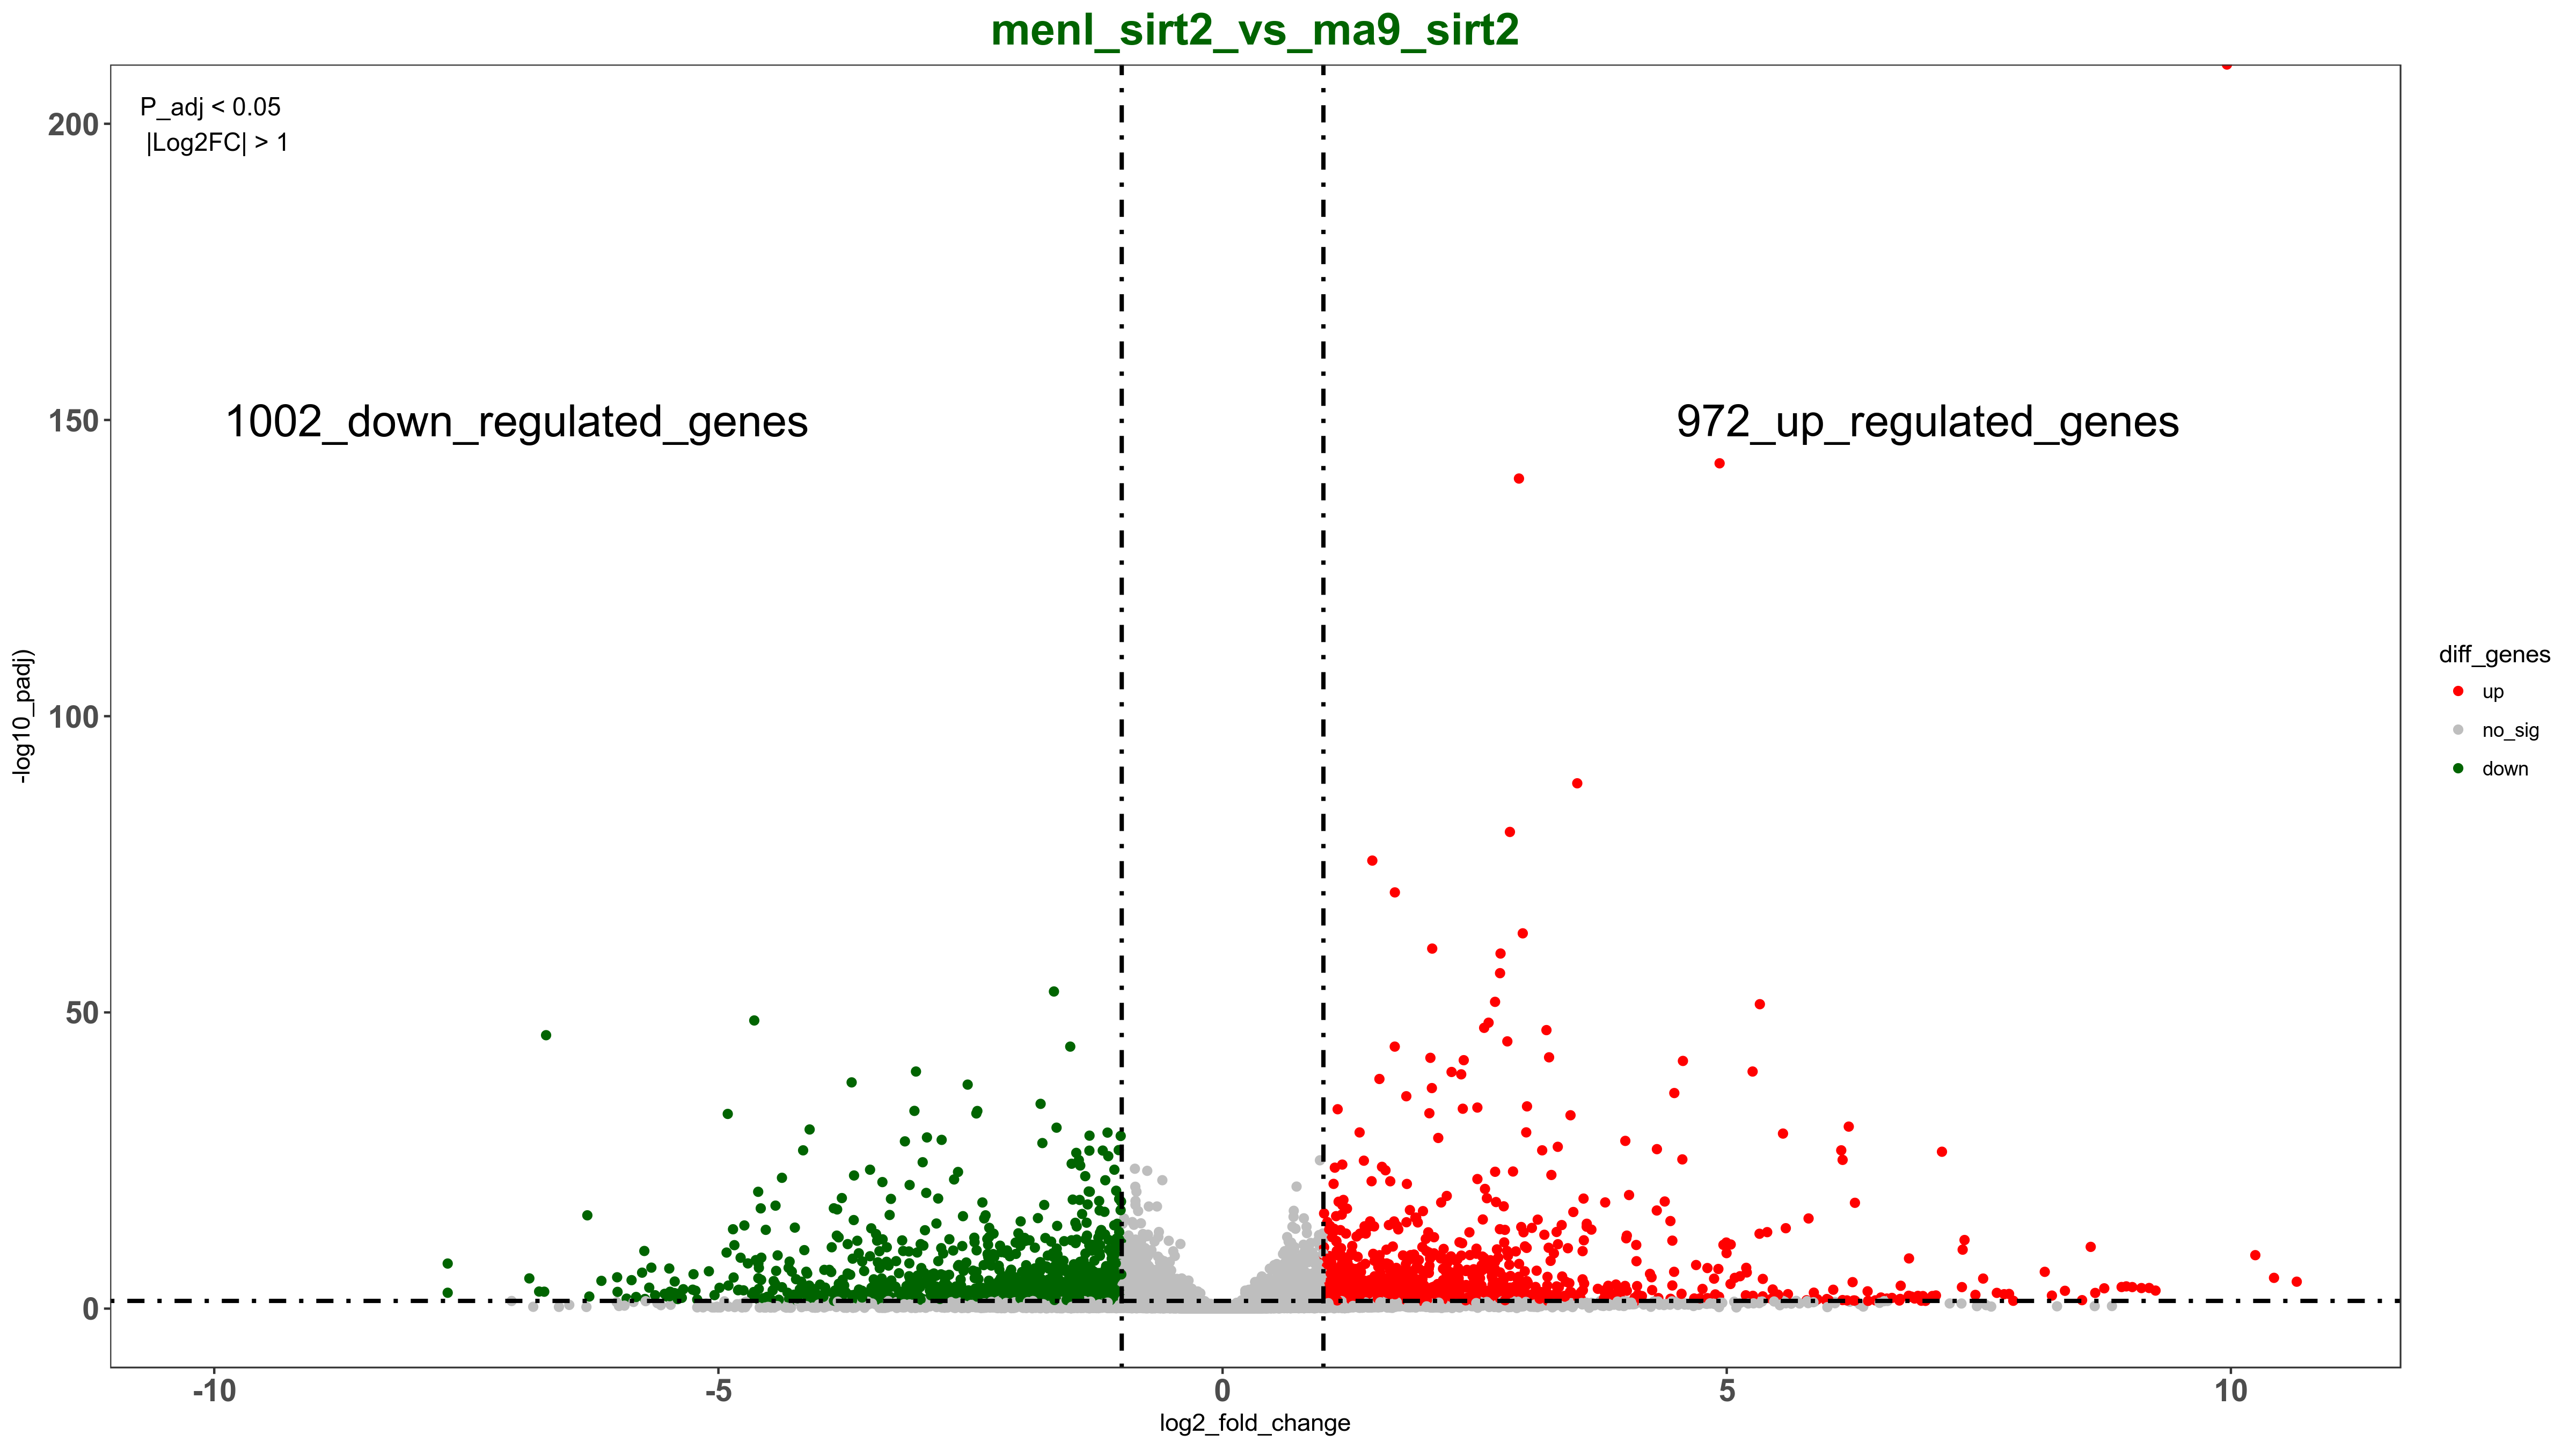 menl_sirt2_vs_ma9_sirt2
P_adj < 0.05
|Log2FC| > 1
1002_down_regulated_genes
972_up_regulated_genes
200
150
100
50
0
-log10_padj)
-10
-5
0
5
10
log2_fold_change
diff_genes
up
no_sig
down